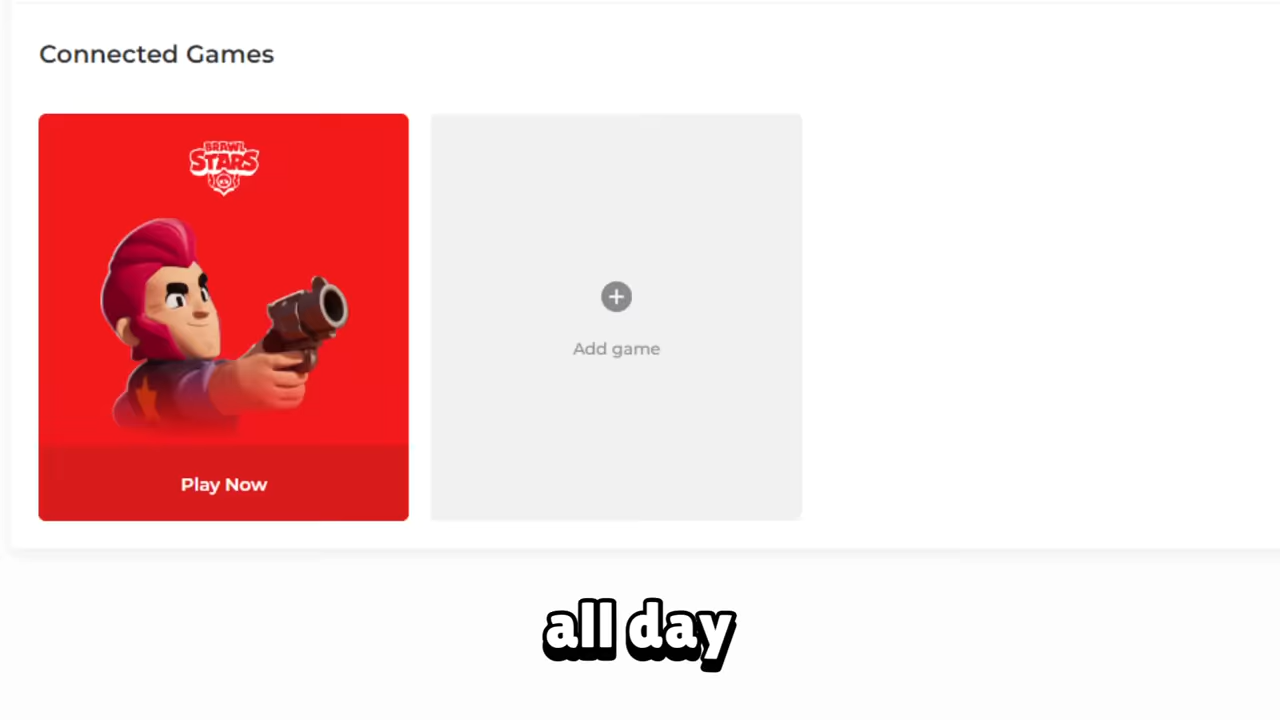 Connected Games
BRAWL
STARS
Add game
Play Now
all day